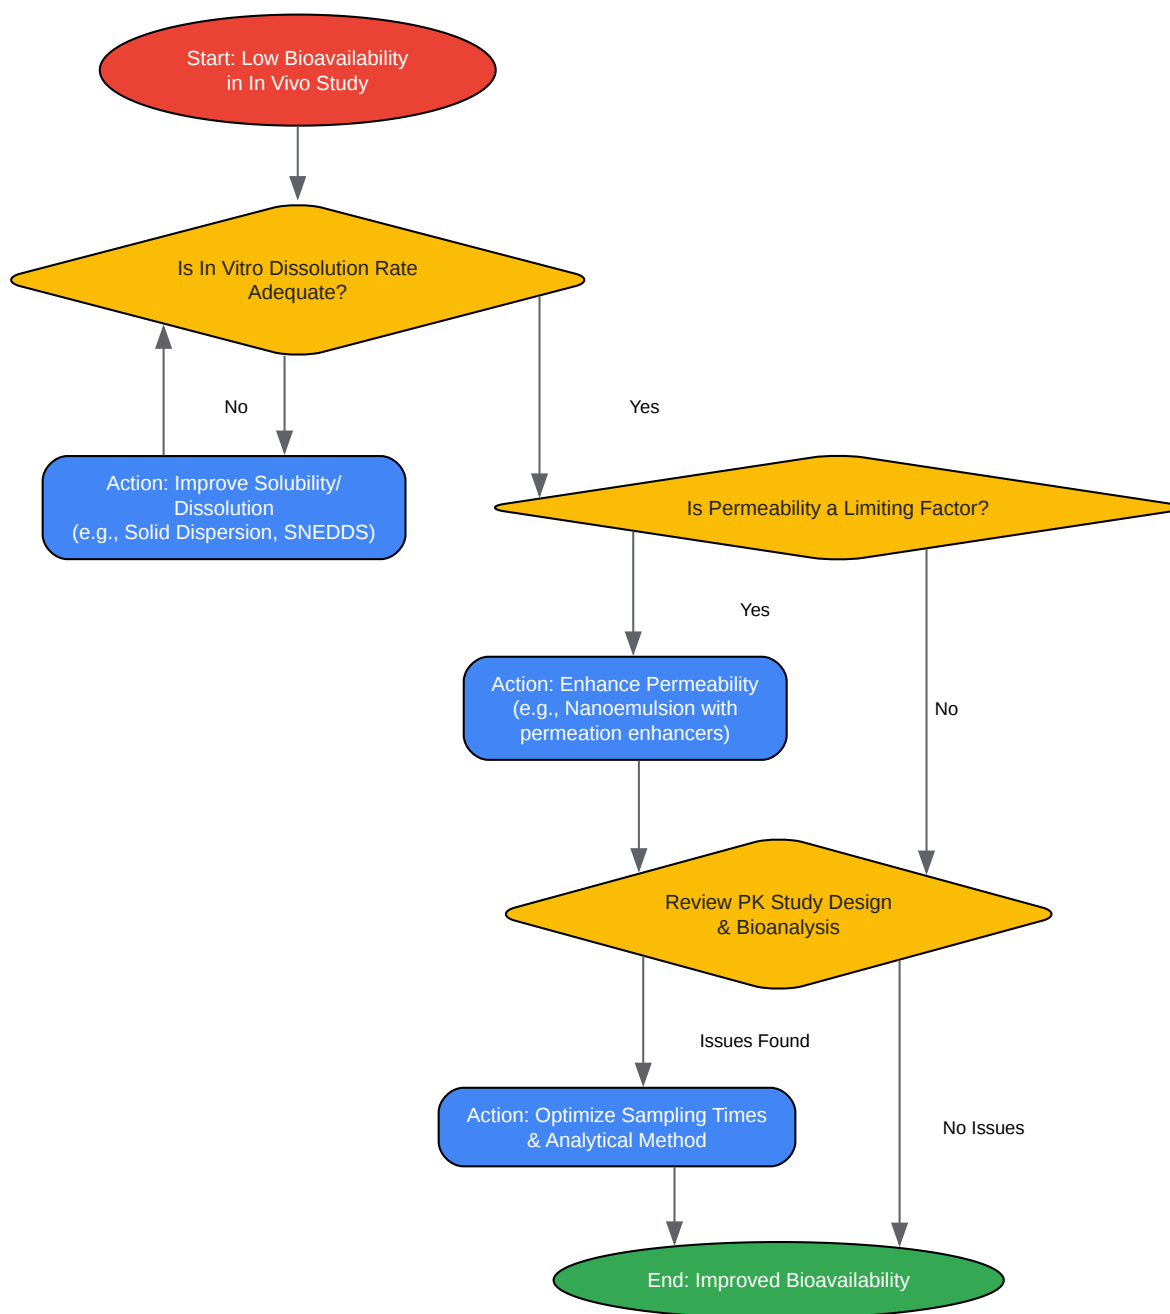 Start: Low Bioavailability
in In Vivo Study
Is In Vitro Dissolution Rate
Adequate?
No
Yes
Action: Improve Solubility/
Dissolution
(e.g., Solid Dispersion, SNEDDS)
Is Permeability a Limiting Factor?
Yes
Action: Enhance Permeability
(e.g., Nanoemulsion with
permeation enhancers)
No
Review PK Study Design
& Bioanalysis
Issues Found
Action: Optimize Sampling Times
& Analytical Method
No Issues
End: Improved Bioavailability